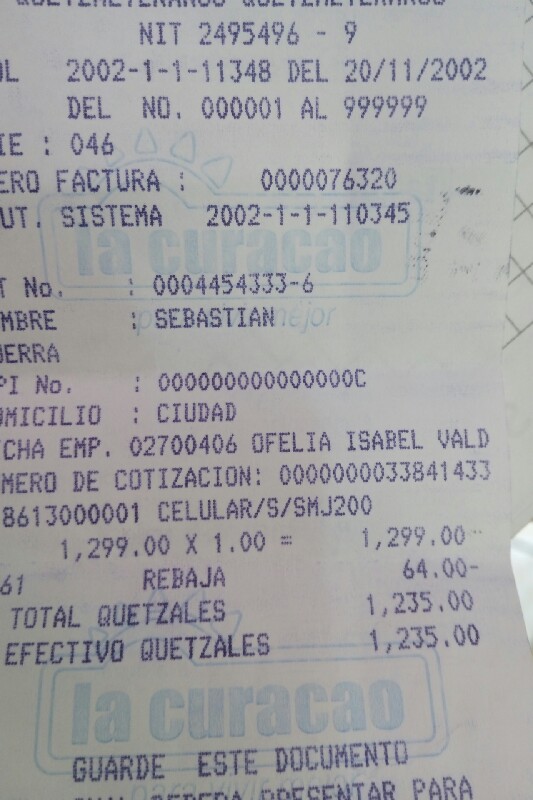 NIT 2495496 - 9
OL 2002-1-1-11348 DEL 20/11/2002
DEL NO. 000001 AL 999999
IE : 046
ERO FACTURA : 0000076320
UT. SISTEMA 2002-1-1-110345
la curacao
T No. : 0004454333-6
MBRE : SEBASTIAN
UERRA
PI No. : 000000000000000C
OMICILIO : CIUDAD
CHA EMP. 02700406 OFELIA ISABEL VALD
MERO DE COTIZACION: 0000000033841433
8613000001 CELULAR/S/SMJ200
1,299.00 X 1.00 = 1,299.00
61 REBAJA 64.00-
TOTAL QUETZALES 1,235.00
EFECTIVO QUETZALES 1,235.00
la curacao
GUARDE ESTE DOCUMENTO
PRESENTAR PARA